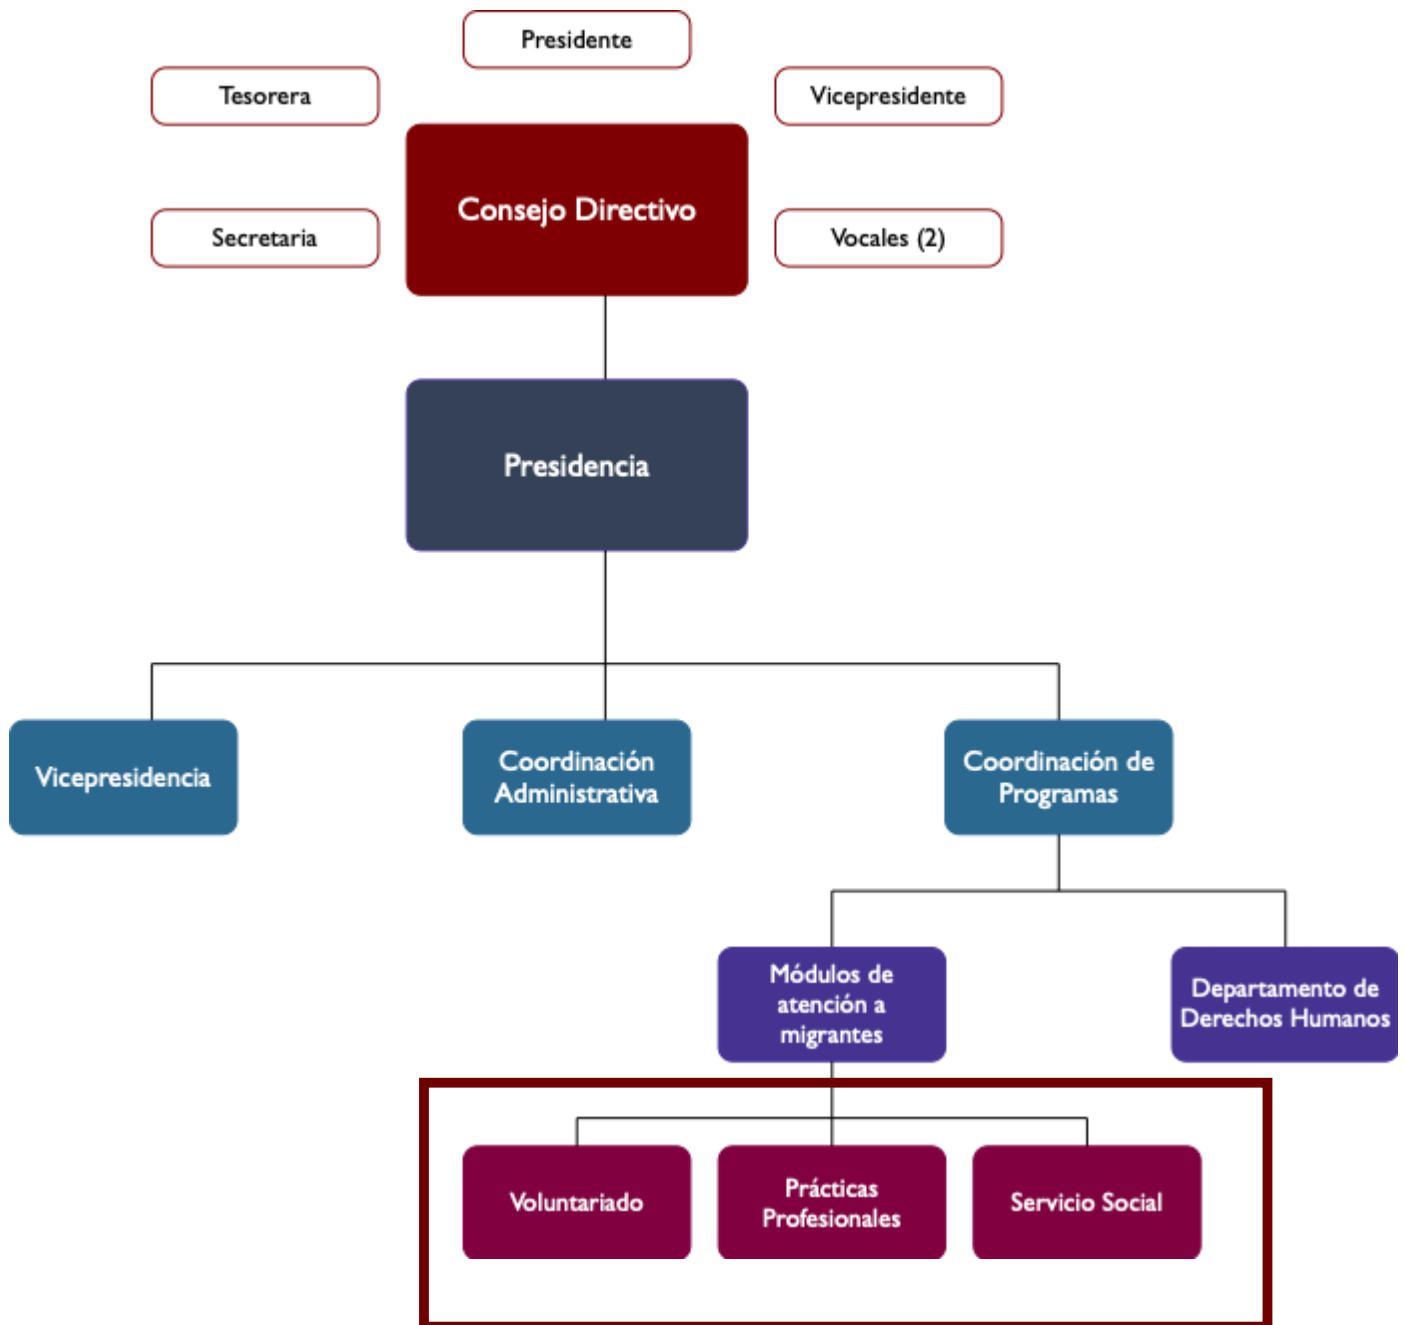 Presidente
Tesorera
Vicepresidente
Consejo Directivo
Secretaria
Vocales (2)
Presidencia
Vicepresidencia
Coordinación
Administrativa
Coordinación de
Programas
Módulos de
atención a
migrantes
Departamento de
Derechos Humanos
Voluntariado
Prácticas
Profesionales
Servicio Social